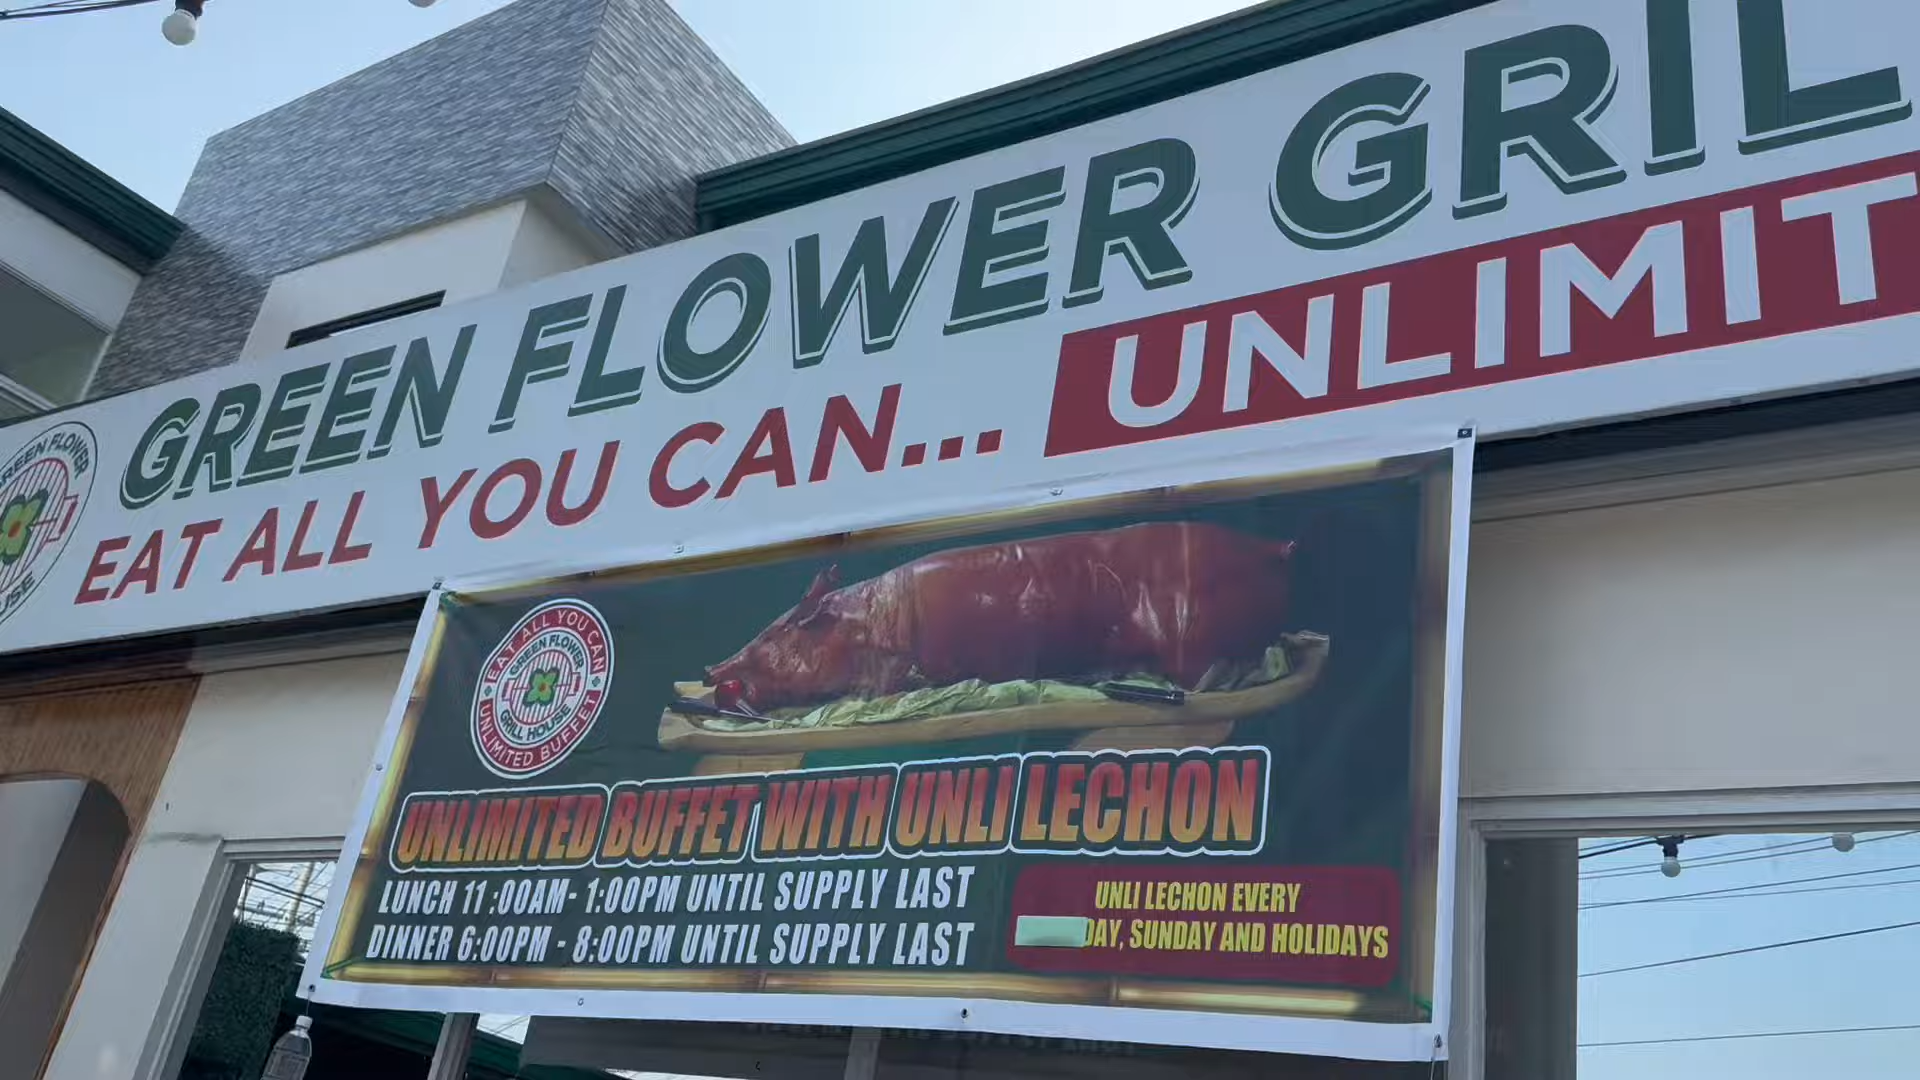 GREEN FLOWER GRIL
EAT ALL YOU CAN... UNLIMIT
GREEN FLOWER
EAT ALL YOU CAN
GREEN FLOWER
GRILL HOUSE
UNLIMITED BUFFET
UNLIMITED BUFFET WITH UNLI LECHON
LUNCH 11 :00AM- 1:00PM UNTIL SUPPLY LAST
DINNER 6:00PM - 8:00PM UNTIL SUPPLY LAST
UNLI LECHON EVERY
DAY, SUNDAY AND HOLIDAYS